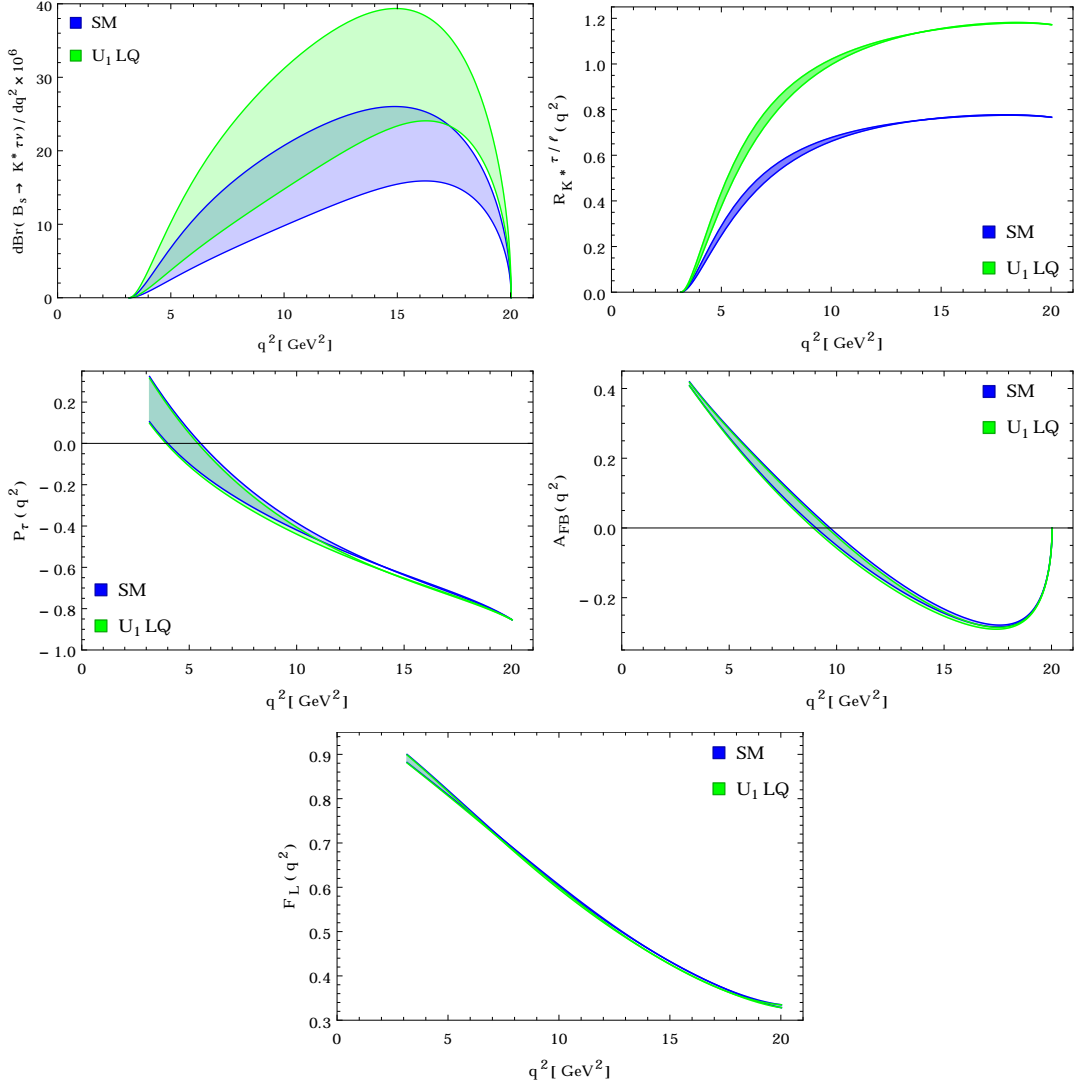 dBr( B_s → K* τν) / dq² × 10⁶
40
30
20
10
0
SM
U₁ LQ
0 5 10 15 20
q² [ GeV² ]
R_K* ^τ/ℓ (q²)
1.2
1.0
0.8
0.6
0.4
0.2
0.0
SM
U₁ LQ
0 5 10 15 20
q² [ GeV² ]
P_τ (q²)
0.2
0.0
− 0.2
− 0.4
− 0.6
− 0.8
− 1.0
SM
U₁ LQ
0 5 10 15 20
q² [ GeV² ]
A_FB (q²)
0.4
0.2
0.0
− 0.2
SM
U₁ LQ
0 5 10 15 20
q² [ GeV² ]
F_L (q²)
0.9
0.8
0.7
0.6
0.5
0.4
0.3
SM
U₁ LQ
0 5 10 15 20
q² [ GeV² ]